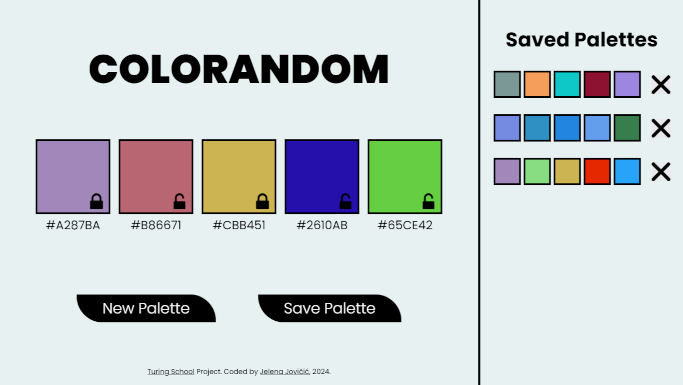 COLORANDOM
#A287BA #B86671 #CBB451 #2610AB #65CE42
New Palette Save Palette
Turing School Project. Coded by Jelena Jovičić, 2024.
Saved Palettes